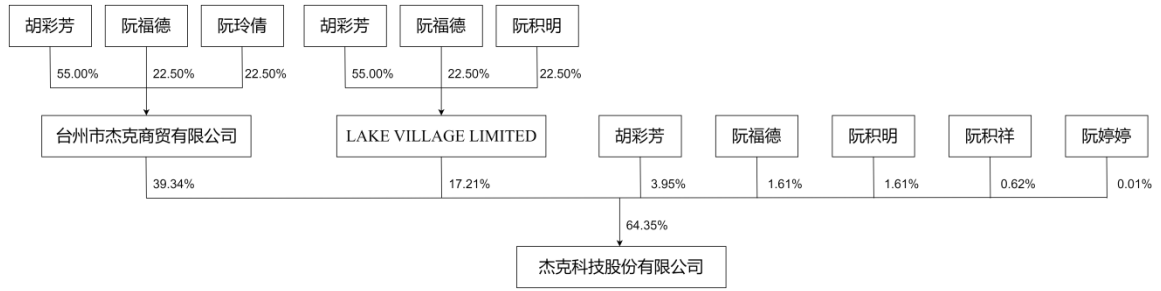 胡彩芳 阮福德 阮玲倩 胡彩芳 阮福德 阮积明
55.00% 22.50% 22.50% 55.00% 22.50% 22.50%
台州市杰克商贸有限公司 LAKE VILLAGE LIMITED 胡彩芳 阮福德 阮积明 阮积祥 阮婷婷
39.34% 17.21% 3.95% 1.61% 1.61% 0.62% 0.01%
64.35%
杰克科技股份有限公司